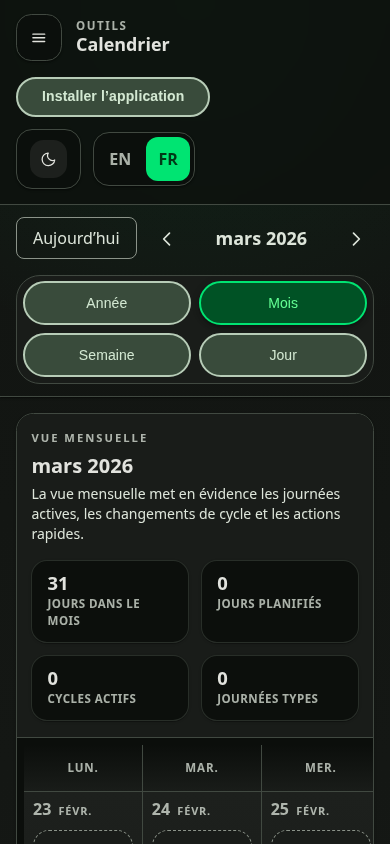 OUTILS
Calendrier
Installer l’application
EN FR
Aujourd’hui mars 2026
Année Mois
Semaine Jour
VUE MENSUELLE
mars 2026
La vue mensuelle met en évidence les journées
actives, les changements de cycle et les actions
rapides.
31 0
JOURS DANS LE JOURS PLANIFIÉS
MOIS
0 0
CYCLES ACTIFS JOURNÉES TYPES
LUN. MAR. MER.
23 FÉVR. 24 FÉVR. 25 FÉVR.